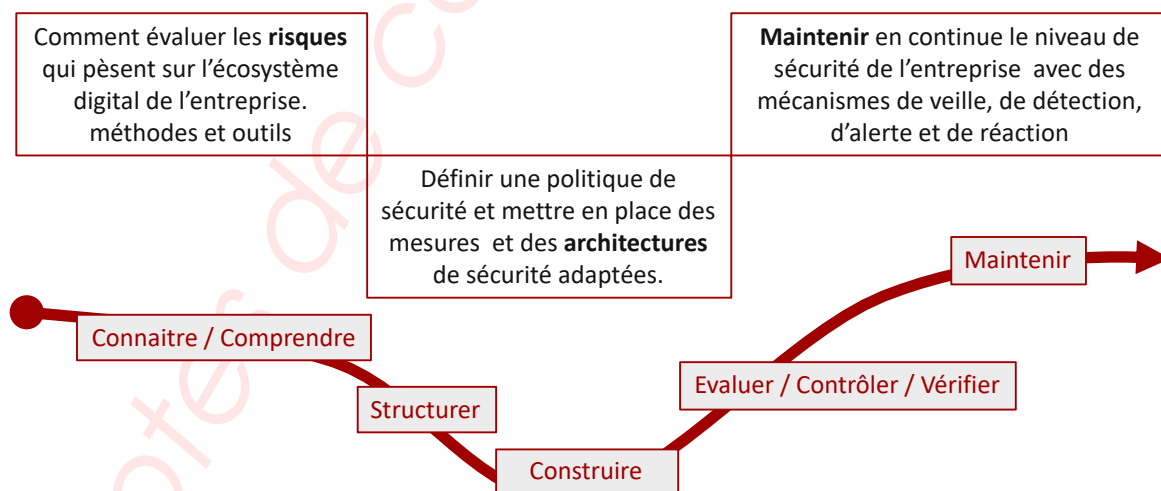 Comment évaluer les risques
qui pèsent sur l'écosystème
digital de l'entreprise.
méthodes et outils
Maintenir en continue le niveau de
sécurité de l'entreprise avec des
mécanismes de veille, de détection,
d'alerte et de réaction
Définir une politique de
sécurité et mettre en place des
mesures et des architectures
de sécurité adaptées.
Maintenir
Connaitre / Comprendre
Evaluer / Contrôler / Vérifier
Structurer
Construire